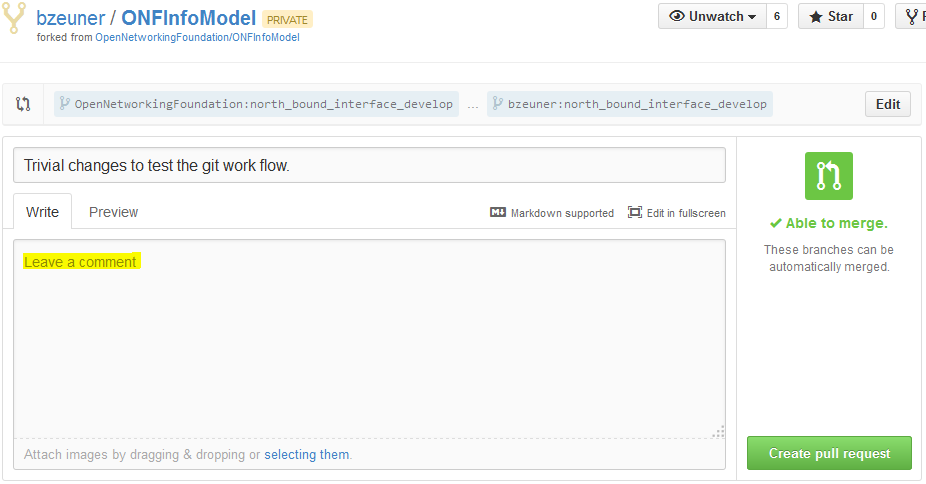 bzeuner / ONFInfoModel PRIVATE
forked from OpenNetworkingFoundation/ONFInfoModel
Unwatch 6
Star 0
OpenNetworkingFoundation:north_bound_interface_develop ... bzeuner:north_bound_interface_develop
Edit
Trivial changes to test the git work flow.
Write Preview
Markdown supported Edit in fullscreen
Leave a comment
Attach images by dragging & dropping or selecting them.
Able to merge.
These branches can be
automatically merged.
Create pull request